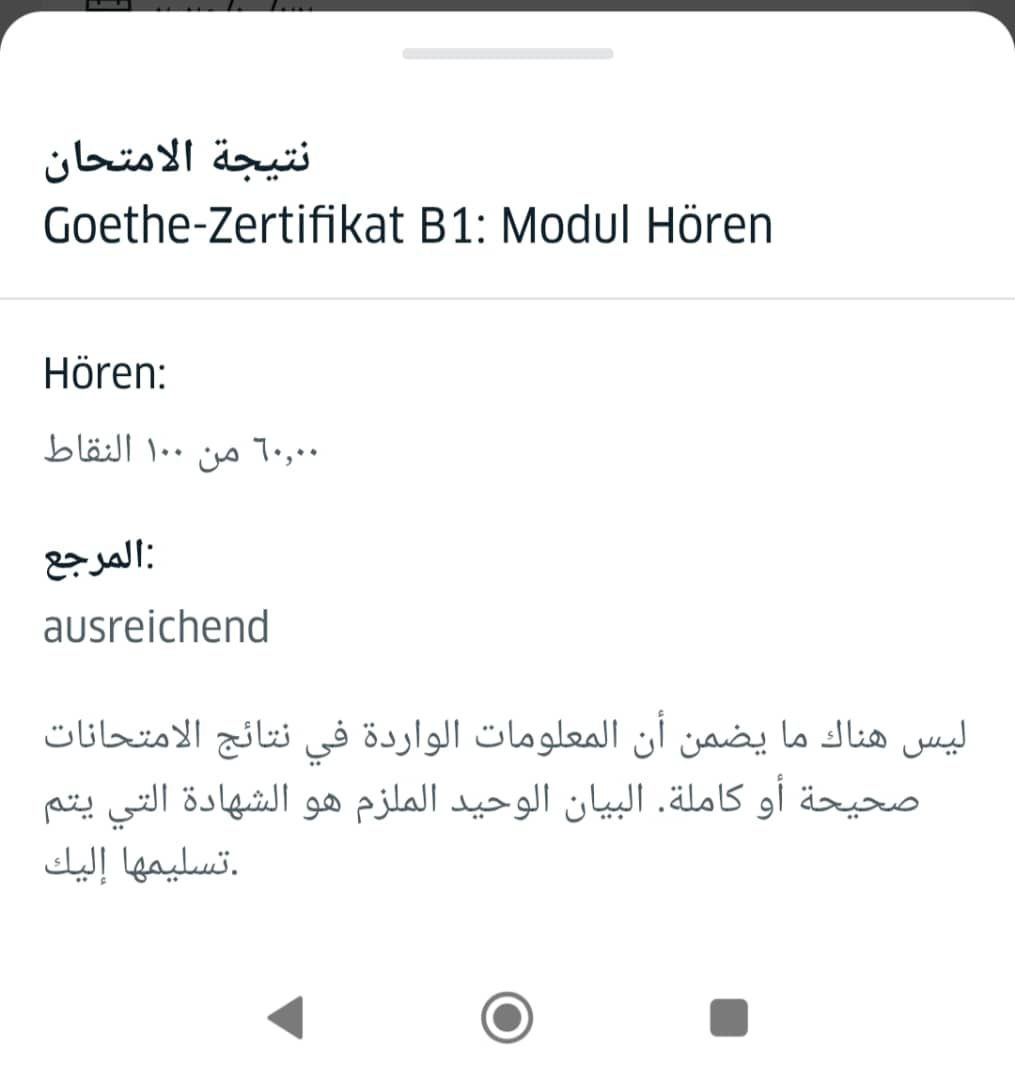 نتيجة الامتحان
Goethe-Zertifikat B1: Modul Hören
Hören:
٦٠,٠٠ من ١٠٠ النقاط
المرجع:
ausreichend
ليس هناك ما يضمن أن المعلومات الواردة في نتائج الامتحانات
صحيحة أو كاملة. البيان الوحيد الملزم هو الشهادة التي يتم
تسليمها إليك.